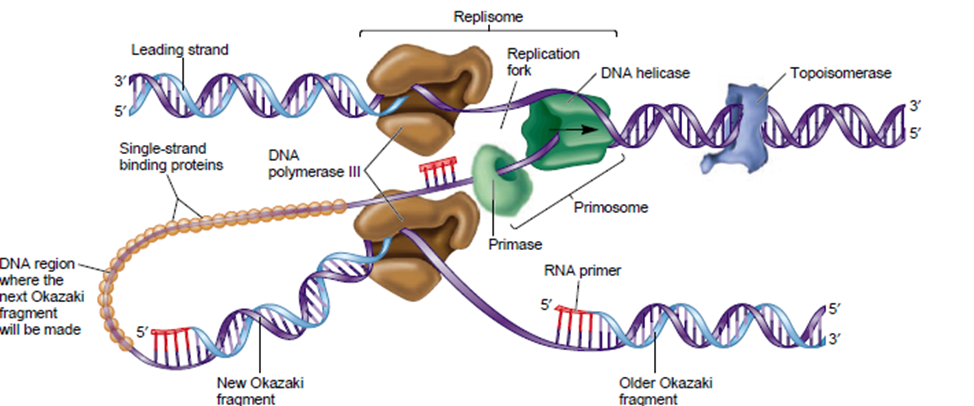 Replisome
Leading strand
Replication
fork
DNA helicase
Topoisomerase
3′
5′
3′
5′
Single-strand
binding proteins
DNA
polymerase III
Primosome
Primase
DNA region
where the
next Okazaki
fragment
will be made
RNA primer
5′
5′
5′
3′
New Okazaki
fragment
Older Okazaki
fragment